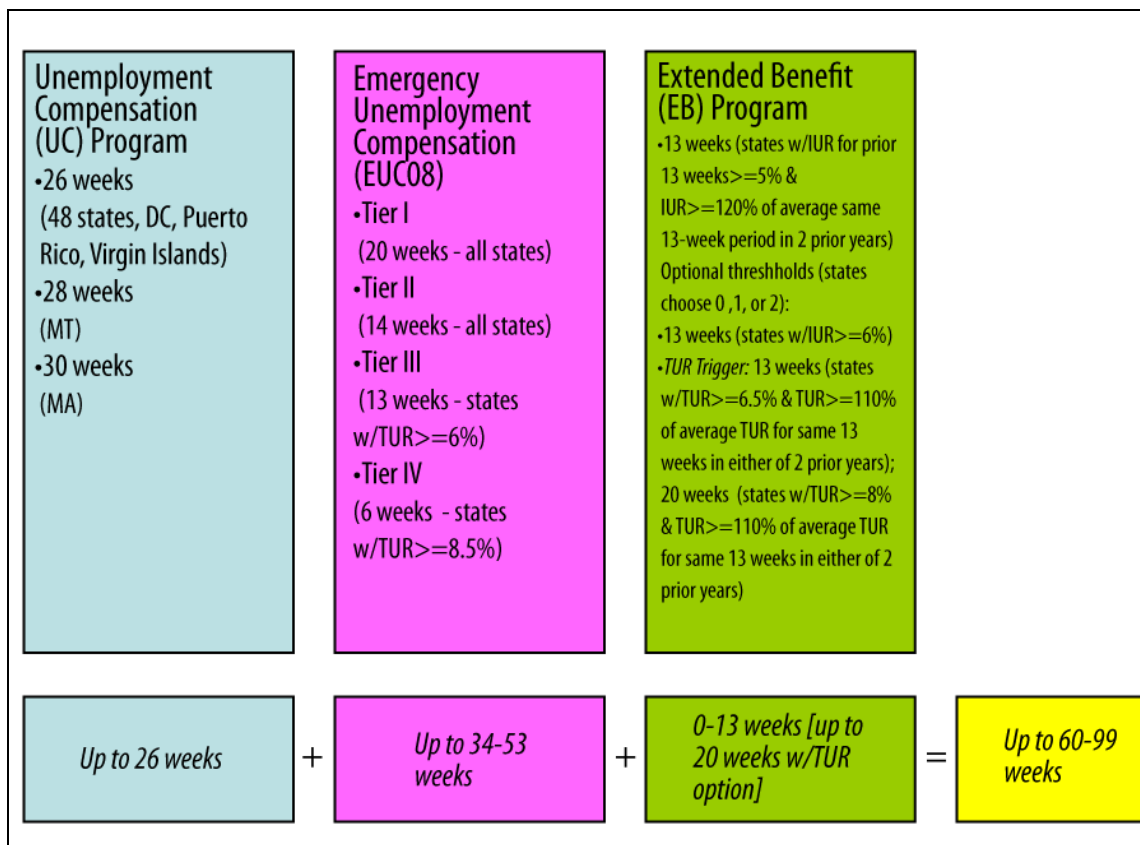 Unemployment
Compensation
(UC) Program
•26 weeks
(48 states, DC, Puerto
Rico, Virgin Islands)
•28 weeks
(MT)
•30 weeks
(MA)
Emergency
Unemployment
Compensation
(EUC08)
•Tier I
(20 weeks - all states)
•Tier II
(14 weeks - all states)
•Tier III
(13 weeks - states
w/TUR>=6%)
•Tier IV
(6 weeks - states
w/TUR>=8.5%)
Extended Benefit
(EB) Program
•13 weeks (states w/IUR for prior
13 weeks>=5% &
IUR>=120% of average same
13-week period in 2 prior years)
Optional threshholds (states
choose 0 ,1, or 2):
•13 weeks (states w/IUR>=6%)
•TUR Trigger: 13 weeks (states
w/TUR>=6.5% & TUR>=110%
of average TUR for same 13
weeks in either of 2 prior years);
20 weeks (states w/TUR>=8%
& TUR>=110% of average TUR
for same 13 weeks in either of 2
prior years)
Up to 26 weeks
+
Up to 34-53
weeks
+
0-13 weeks [up to
20 weeks w/TUR
option]
=
Up to 60-99
weeks